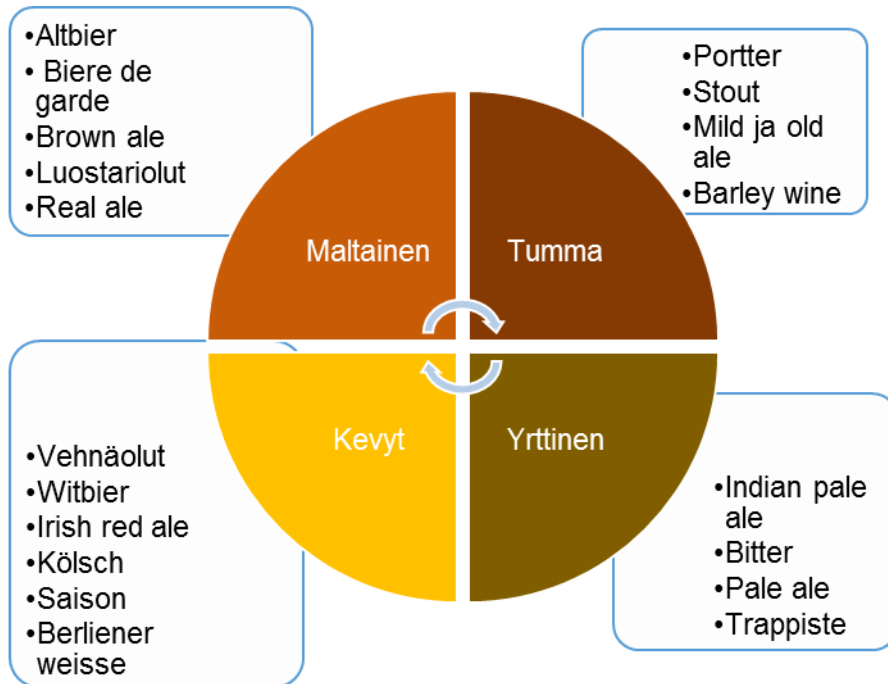 •Altbier
• Biere de
garde
•Brown ale
•Luostariolut
•Real ale
•Portter
•Stout
•Mild ja old
ale
•Barley wine
Maltainen
Tumma
Kevyt
Yrttinen
•Vehnäolut
•Witbier
•Irish red ale
•Kölsch
•Saison
•Berliener
weisse
•Indian pale
ale
•Bitter
•Pale ale
•Trappiste